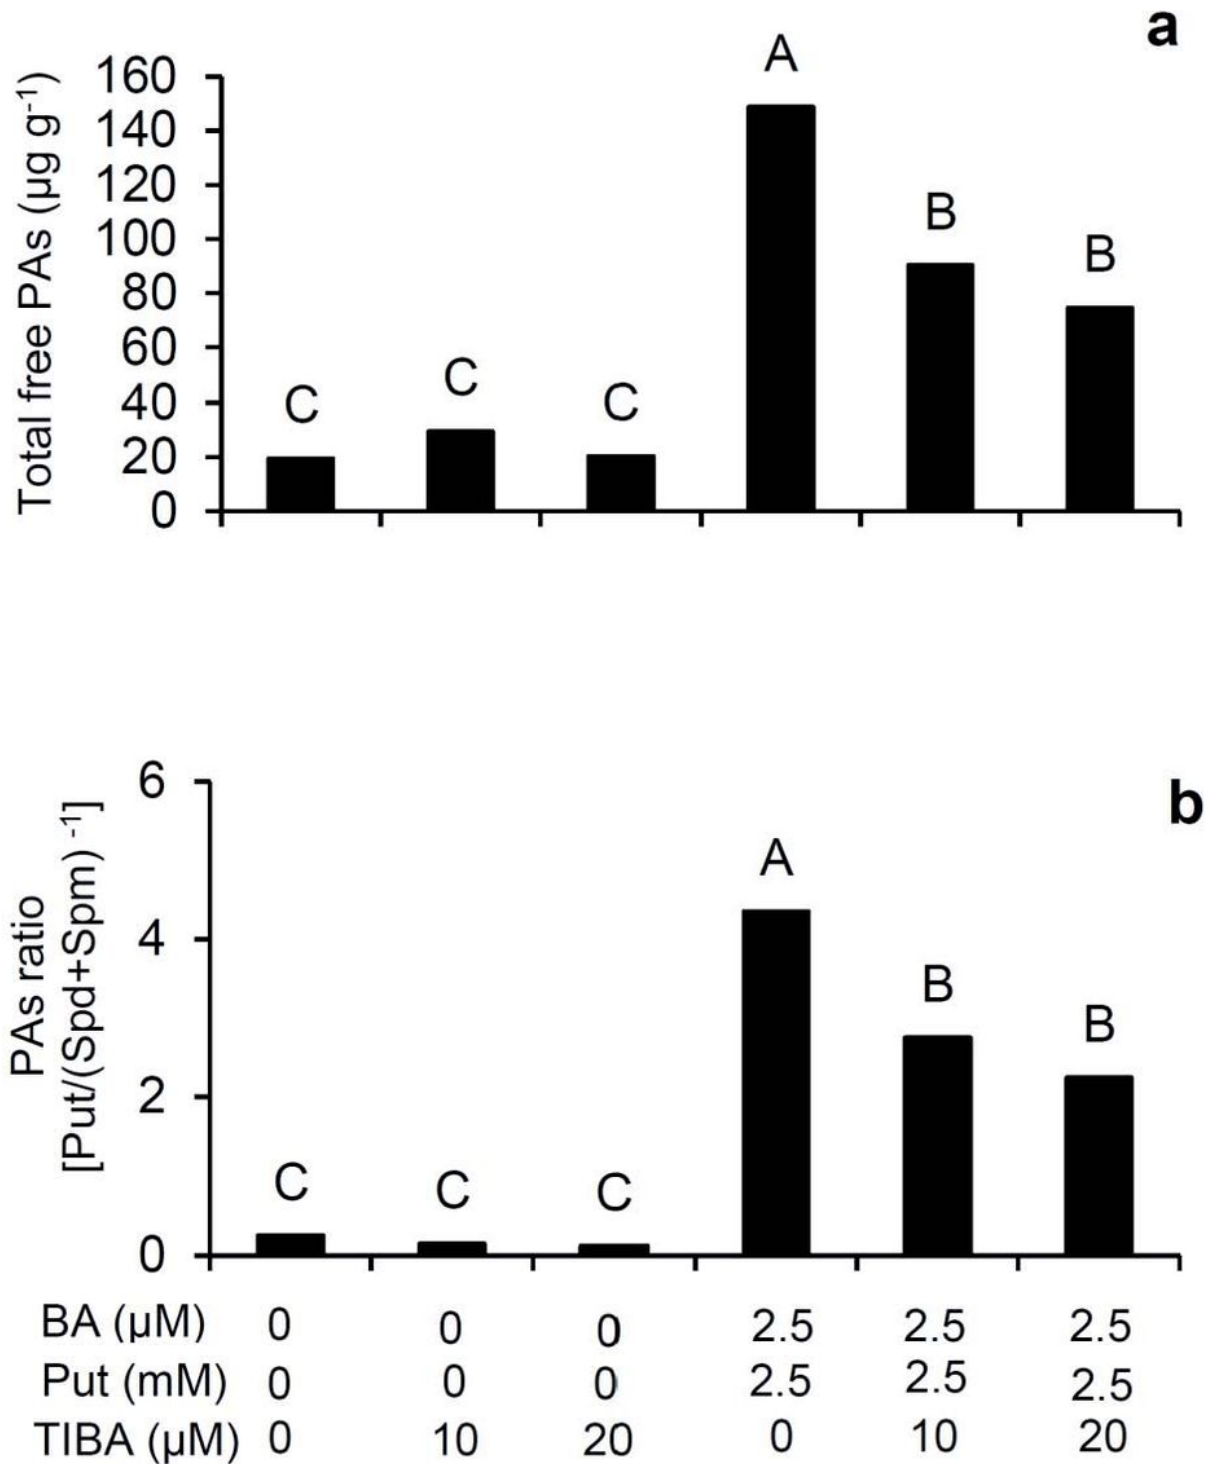 a
Total free PAs (µg g⁻¹)
160
140
120
100
80
60
40
20
0
C
C
C
A
B
B
b
PAs ratio
[Put/(Spd+Spm) ⁻¹]
6
4
2
0
C
C
C
A
B
B
BA (µM) 0 0 0 2.5 2.5 2.5
Put (mM) 0 0 0 2.5 2.5 2.5
TIBA (µM) 0 10 20 0 10 20